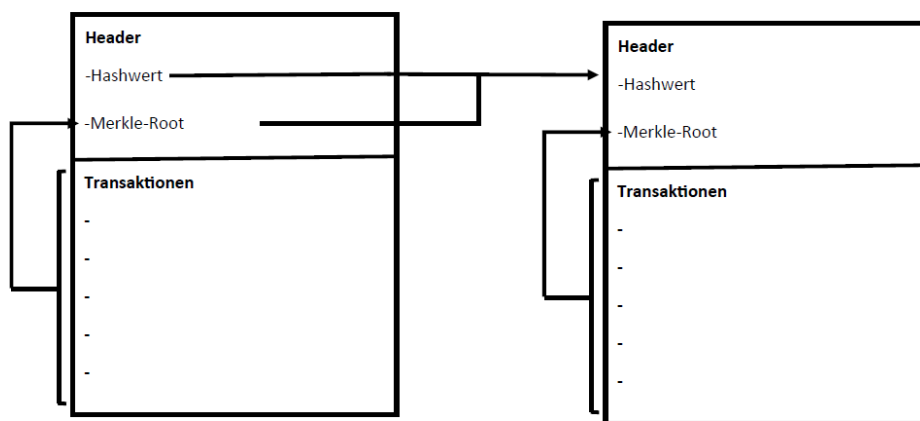 Header
-Hashwert
-Merkle-Root
Transaktionen
-
-
-
-
-
Header
-Hashwert
-Merkle-Root
Transaktionen
-
-
-
-
-